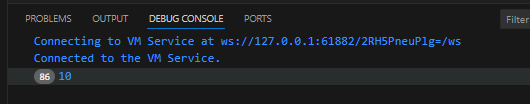 PROBLEMS OUTPUT DEBUG CONSOLE PORTS Filter
Connecting to VM Service at ws://127.0.0.1:61882/2RH5PneuPlg=/ws
Connected to the VM Service.
86 10